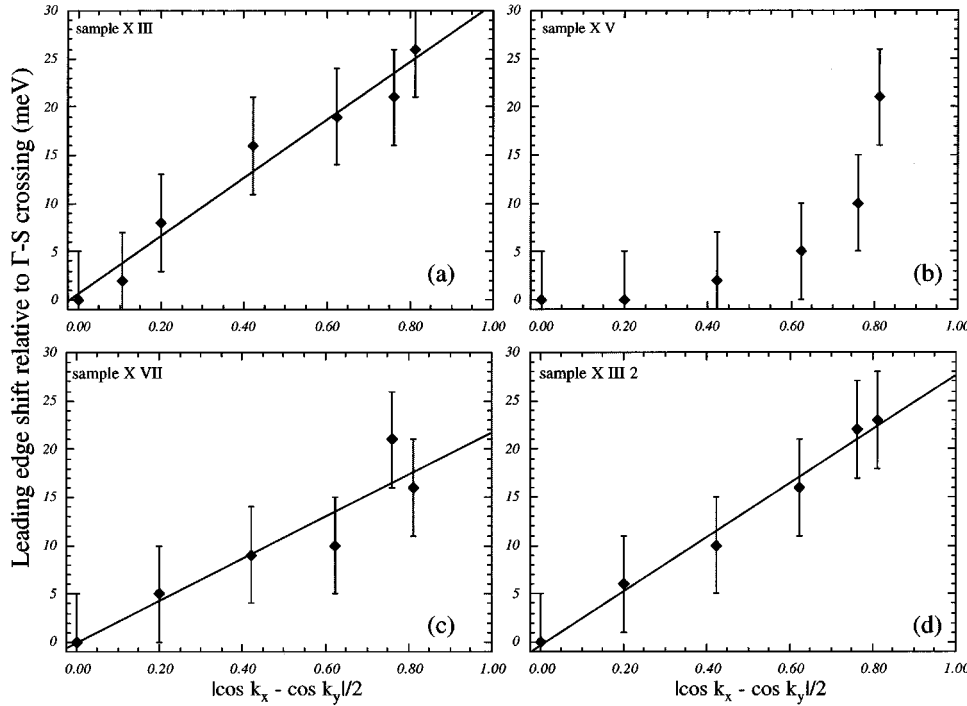 Leading edge shift relative to Γ-S crossing (meV)
sample X III
30
25
20
15
10
5
0
(a)
0.00 0.20 0.40 0.60 0.80 1.00
sample X V
30
25
20
15
10
5
0
(b)
0.00 0.20 0.40 0.60 0.80 1.00
sample X VII
30
25
20
15
10
5
0
(c)
0.00 0.20 0.40 0.60 0.80 1.00
|cos kx - cos ky|/2
sample X III 2
30
25
20
15
10
5
0
(d)
0.00 0.20 0.40 0.60 0.80 1.00
|cos kx - cos ky|/2